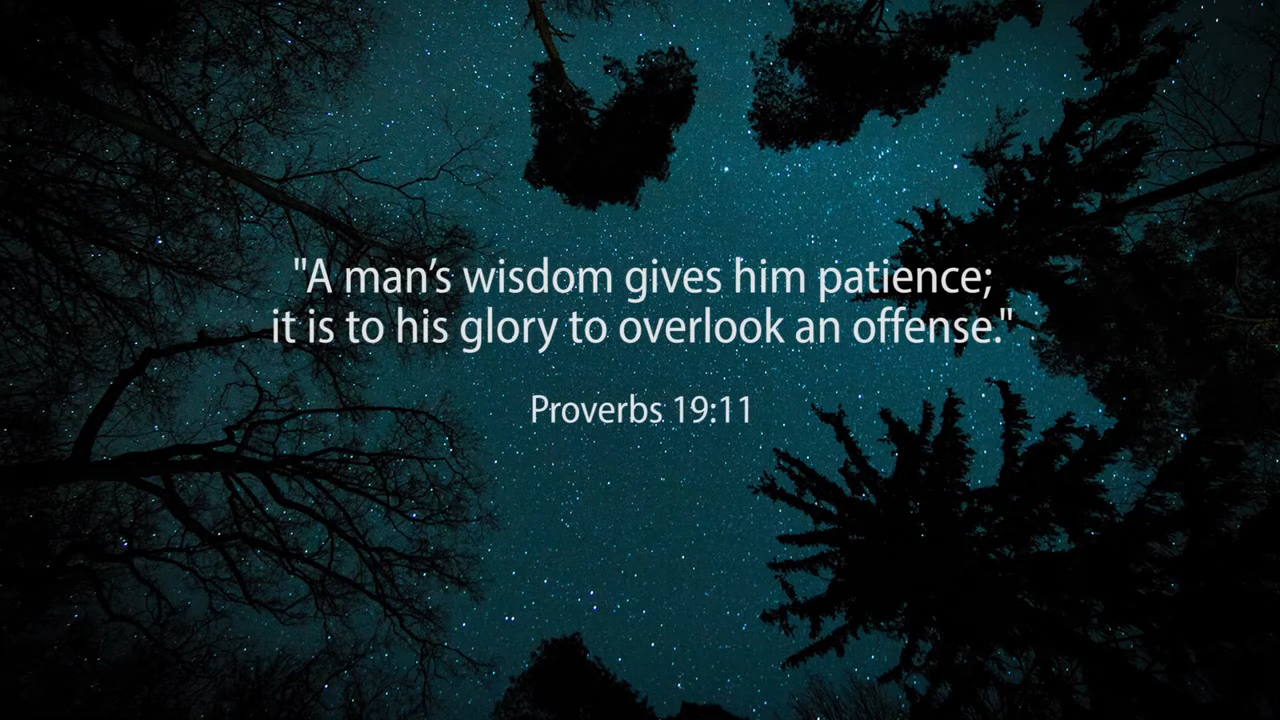 "A man’s wisdom gives him patience;
it is to his glory to overlook an offense."
Proverbs 19:11